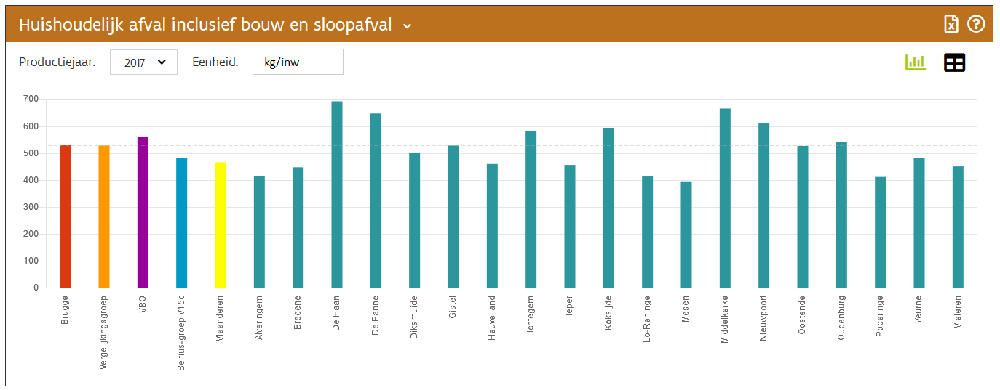 Huishoudelijk afval inclusief bouw en sloopafval
Productiejaar: 2017 Eenheid: kg/inw
700
600
500
400
300
200
100
0
Brugge
Vergelijkingsgroep
IVBO
Belfius-groep V15c
Vlaanderen
Alveringem
Bredene
De Haan
De Panne
Diksmuide
Gistel
Heuvelland
Ichtegem
Ieper
Koksijde
Lo-Reninge
Mesen
Middelkerke
Nieuwpoort
Oostende
Oudenburg
Poperinge
Veurne
Vleteren